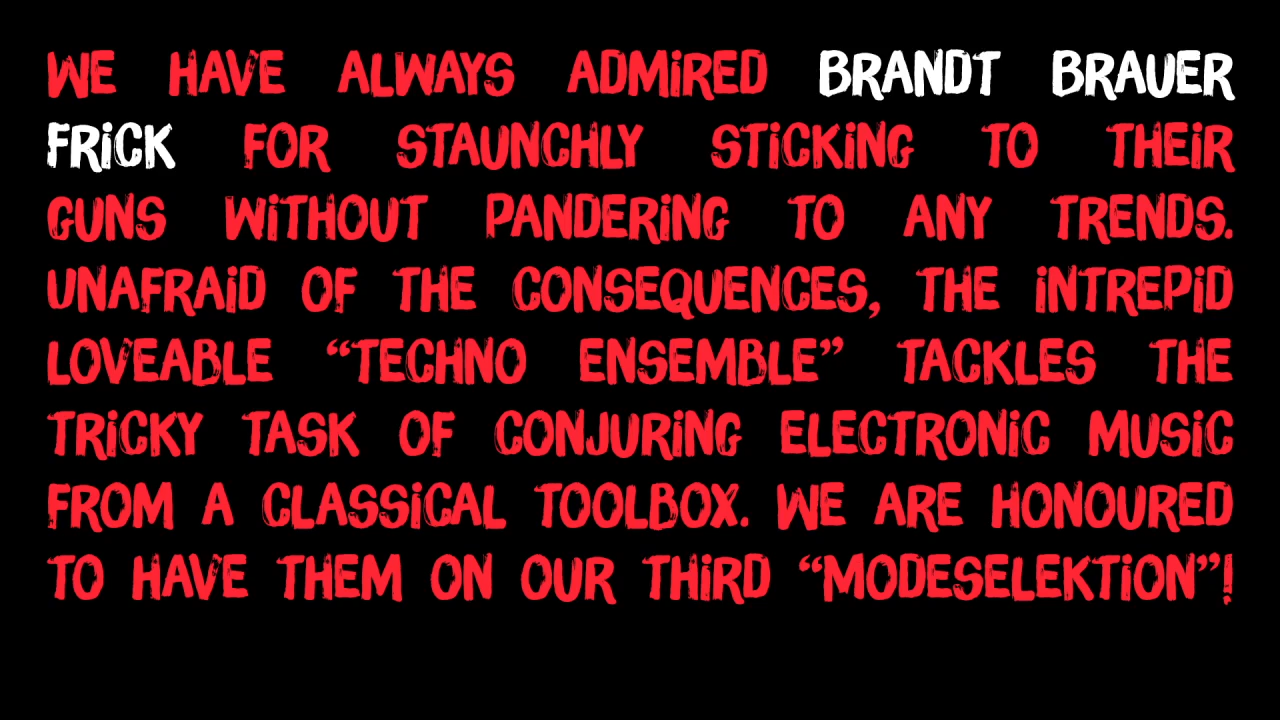 WE HAVE ALWAYS ADMiRED BRANDT BRAUER
FRiCK FOR STAUNCHLY STiCKiNG TO THEiR
GUNS WiTHOUT PANDERiNG TO ANY TRENDS.
UNAFRAiD OF THE CONSEQUENCES, THE iNTREPiD
LOVEABLE “TECHNO ENSEMBLE” TACKLES THE
TRiCKY TASK OF CONJURiNG ELECTRONiC MUSiC
FROM A CLASSiCAL TOOLBOX. WE ARE HONOURED
TO HAVE THEM ON OUR THiRD “MODESELEKTiON”!